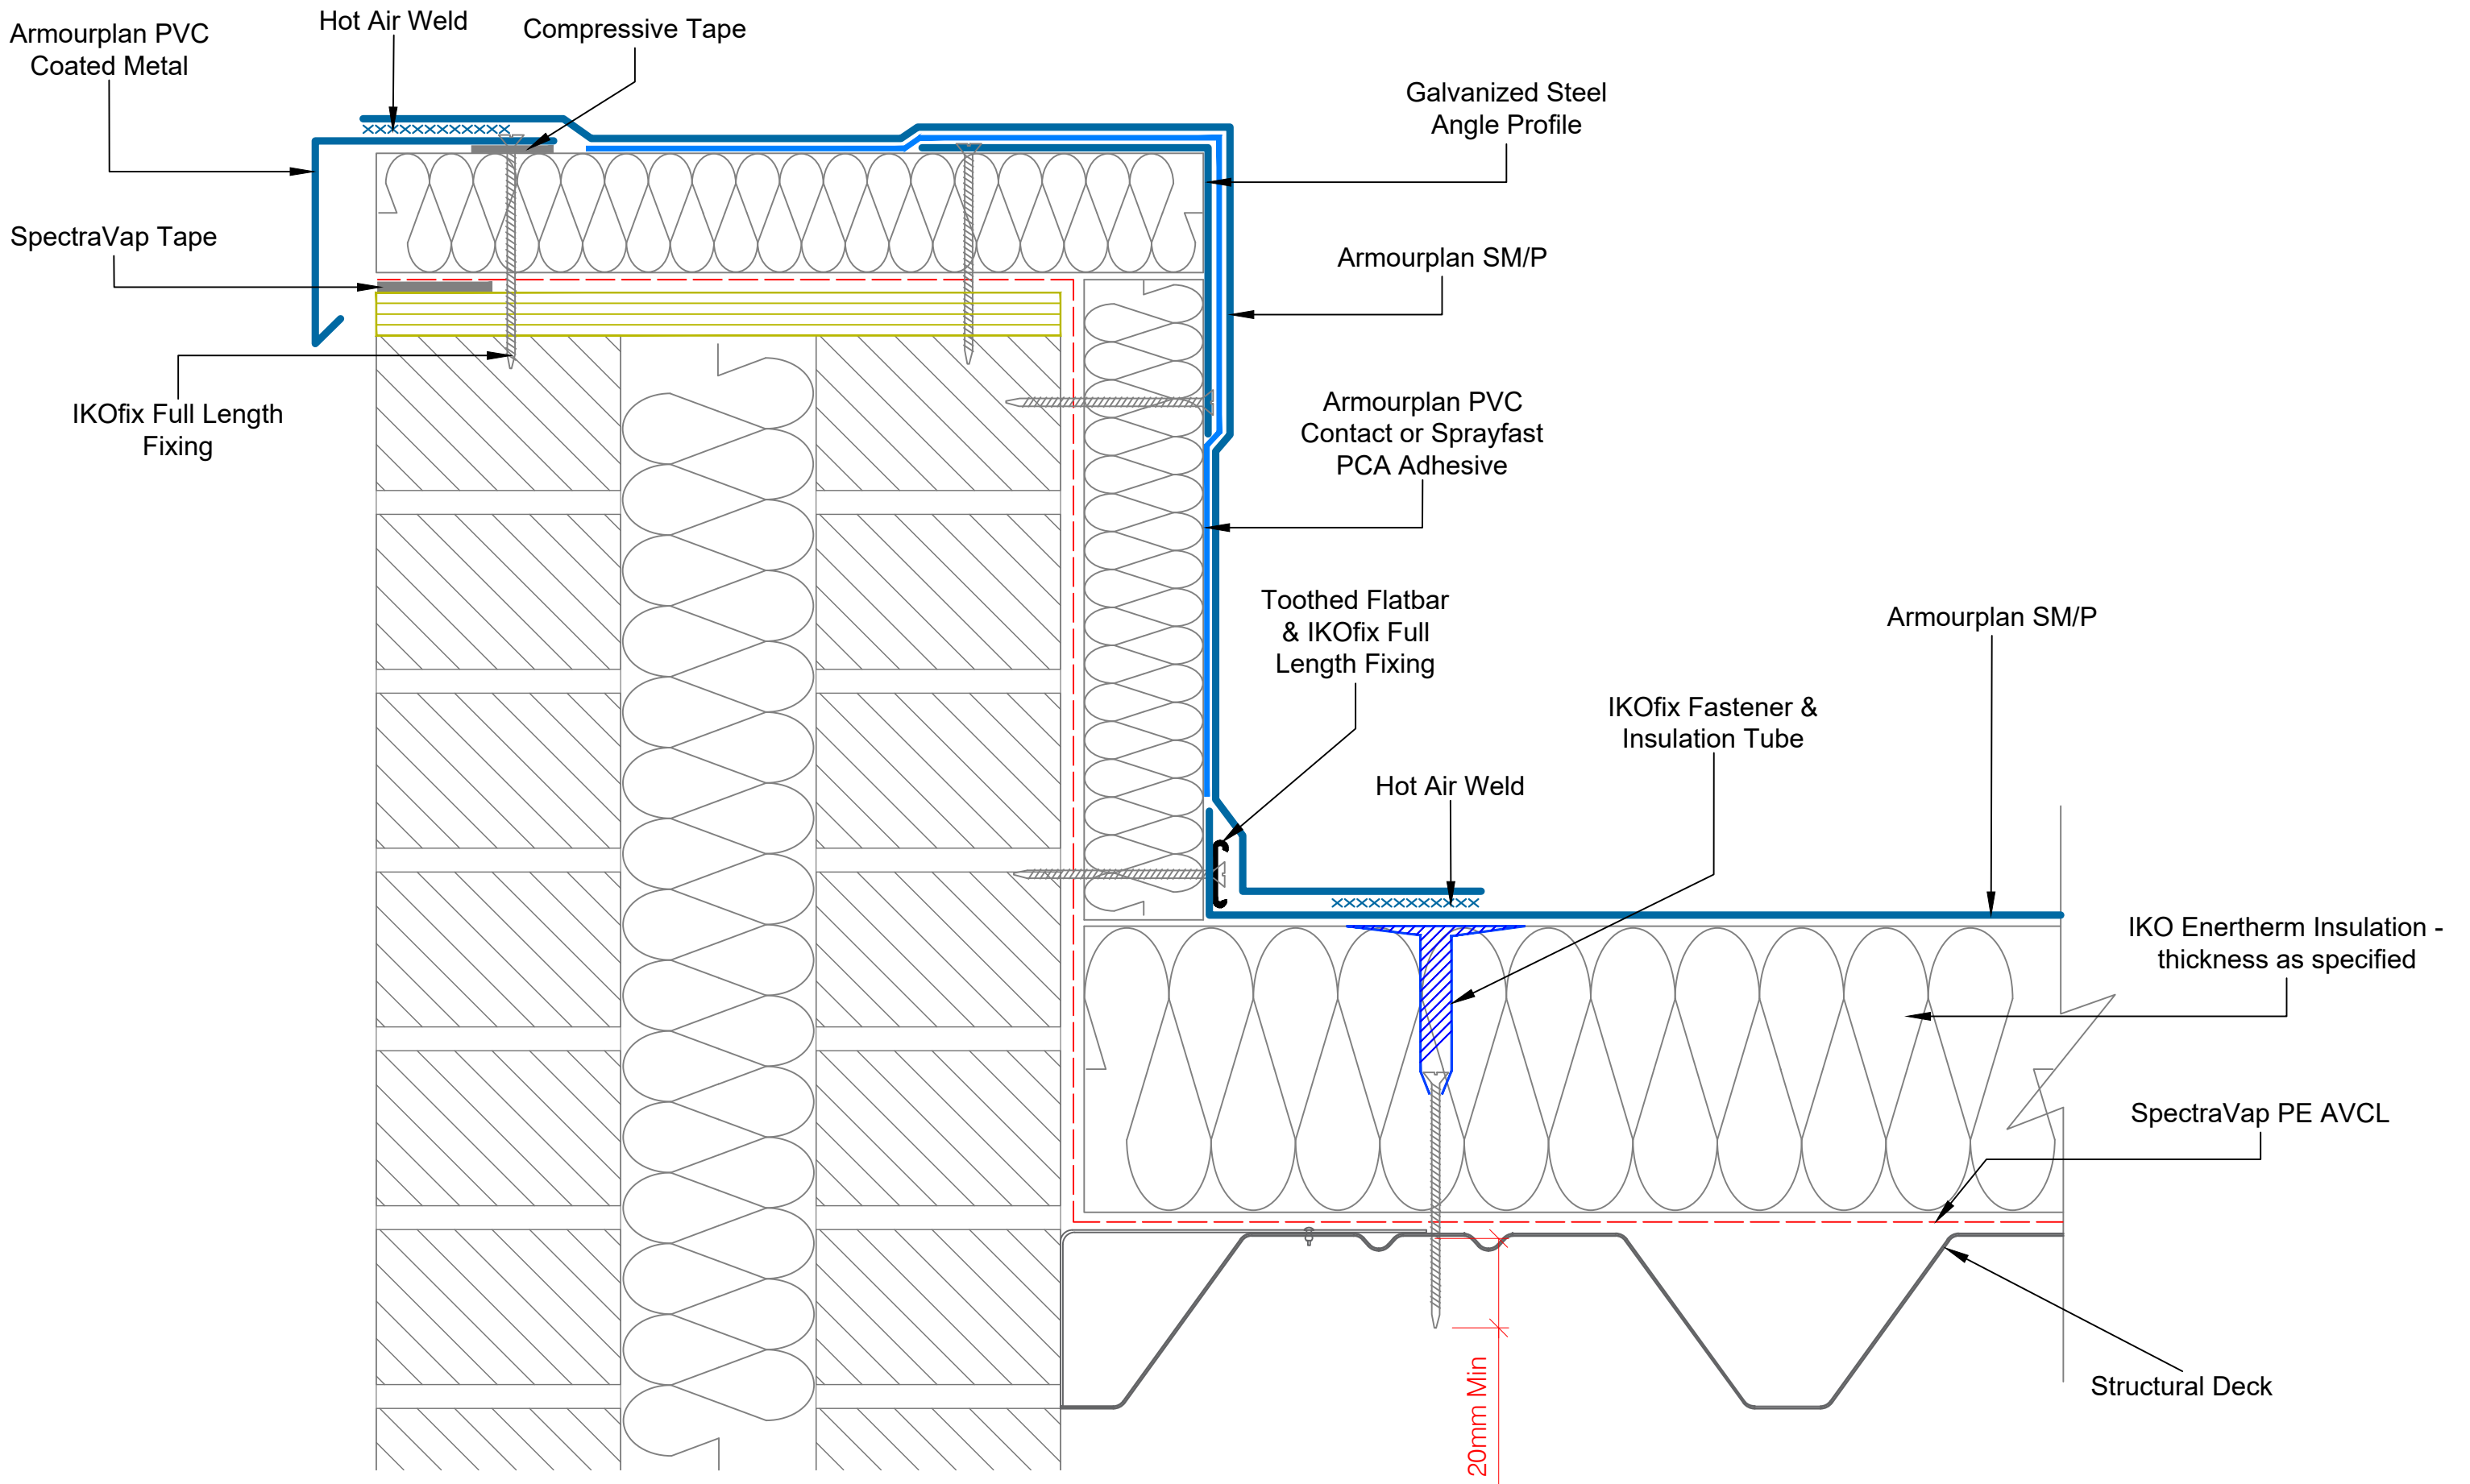 Armourplan PVC
Coated Metal
Hot Air Weld
Compressive Tape
Galvanized Steel
Angle Profile
SpectraVap Tape
Armourplan SM/P
IKOfix Full Length
Fixing
Armourplan PVC
Contact or Sprayfast
PCA Adhesive
Toothed Flatbar
& IKOfix Full
Length Fixing
Armourplan SM/P
IKOfix Fastener &
Insulation Tube
Hot Air Weld
IKO Enertherm Insulation -
thickness as specified
SpectraVap PE AVCL
Structural Deck
20mm Min